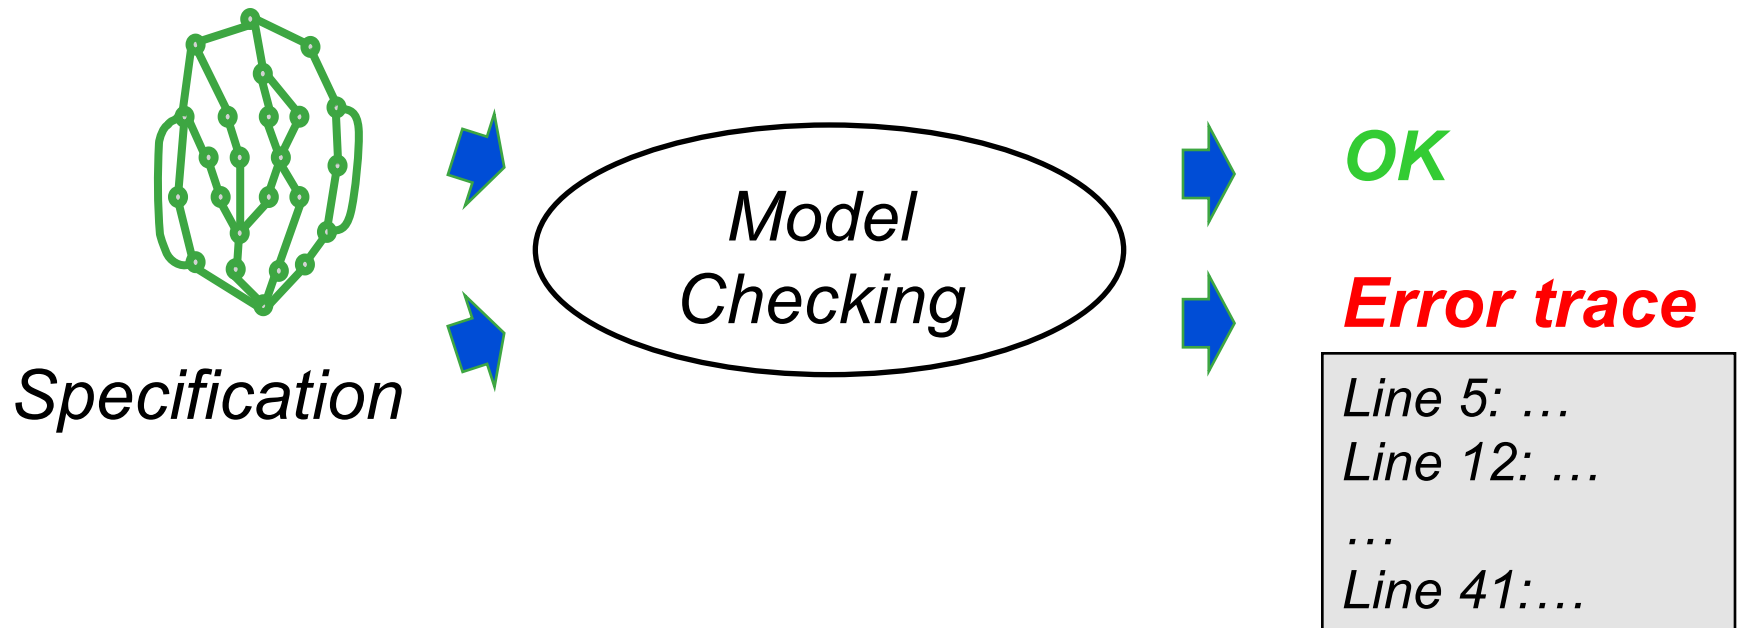 Specification
Model
Checking
OK
Error trace
Line 5: …
Line 12: …
…
Line 41:…